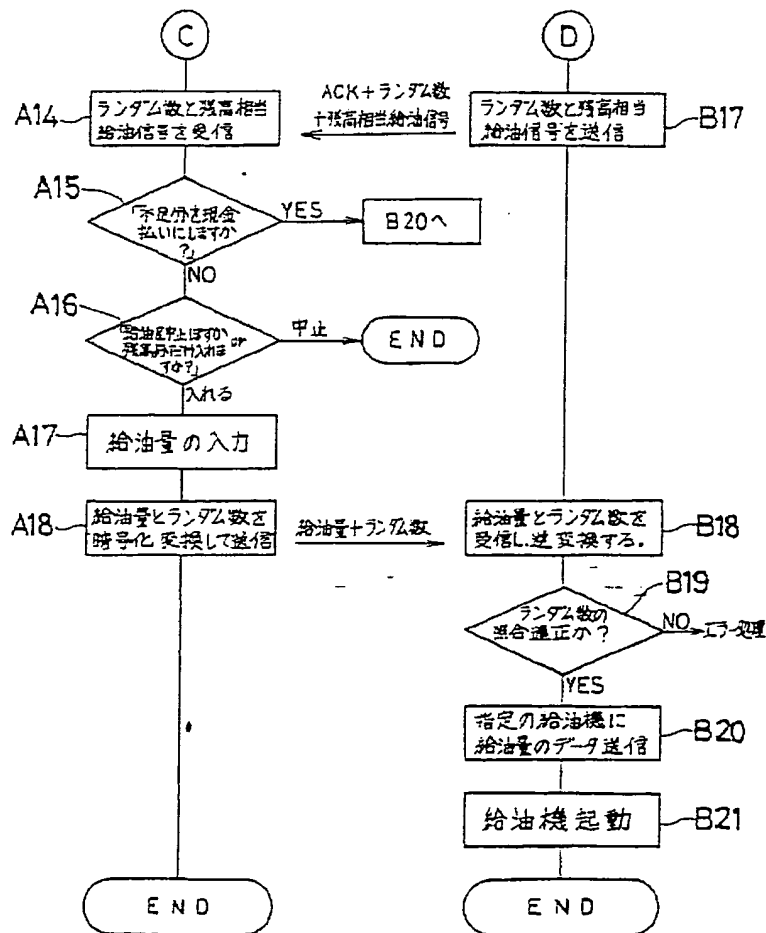 C
D
A14
ランダム数と残高相当
給油信号を受信
ACK+ランダム数
+残高相当給油信号
ランダム数と残高相当
給油信号を送信
B17
A15
「不足分を現金
払いにしますか
?」
YES
B20へ
NO
A16
「給油を中止ますか or
残高分だけ入れま
すか?」
中止
END
入れる
A17
給油量の入力
A18
給油量とランダム数を
暗号化変換して送信
給油量+ランダム数
給油量とランダム数を
受信し、逆変換する。
B18
B19
ランダム数の
照合適正か?
NO
エラー処理
YES
指定の給油機に
給油量のデータ送信
B20
給油機起動
B21
END
END